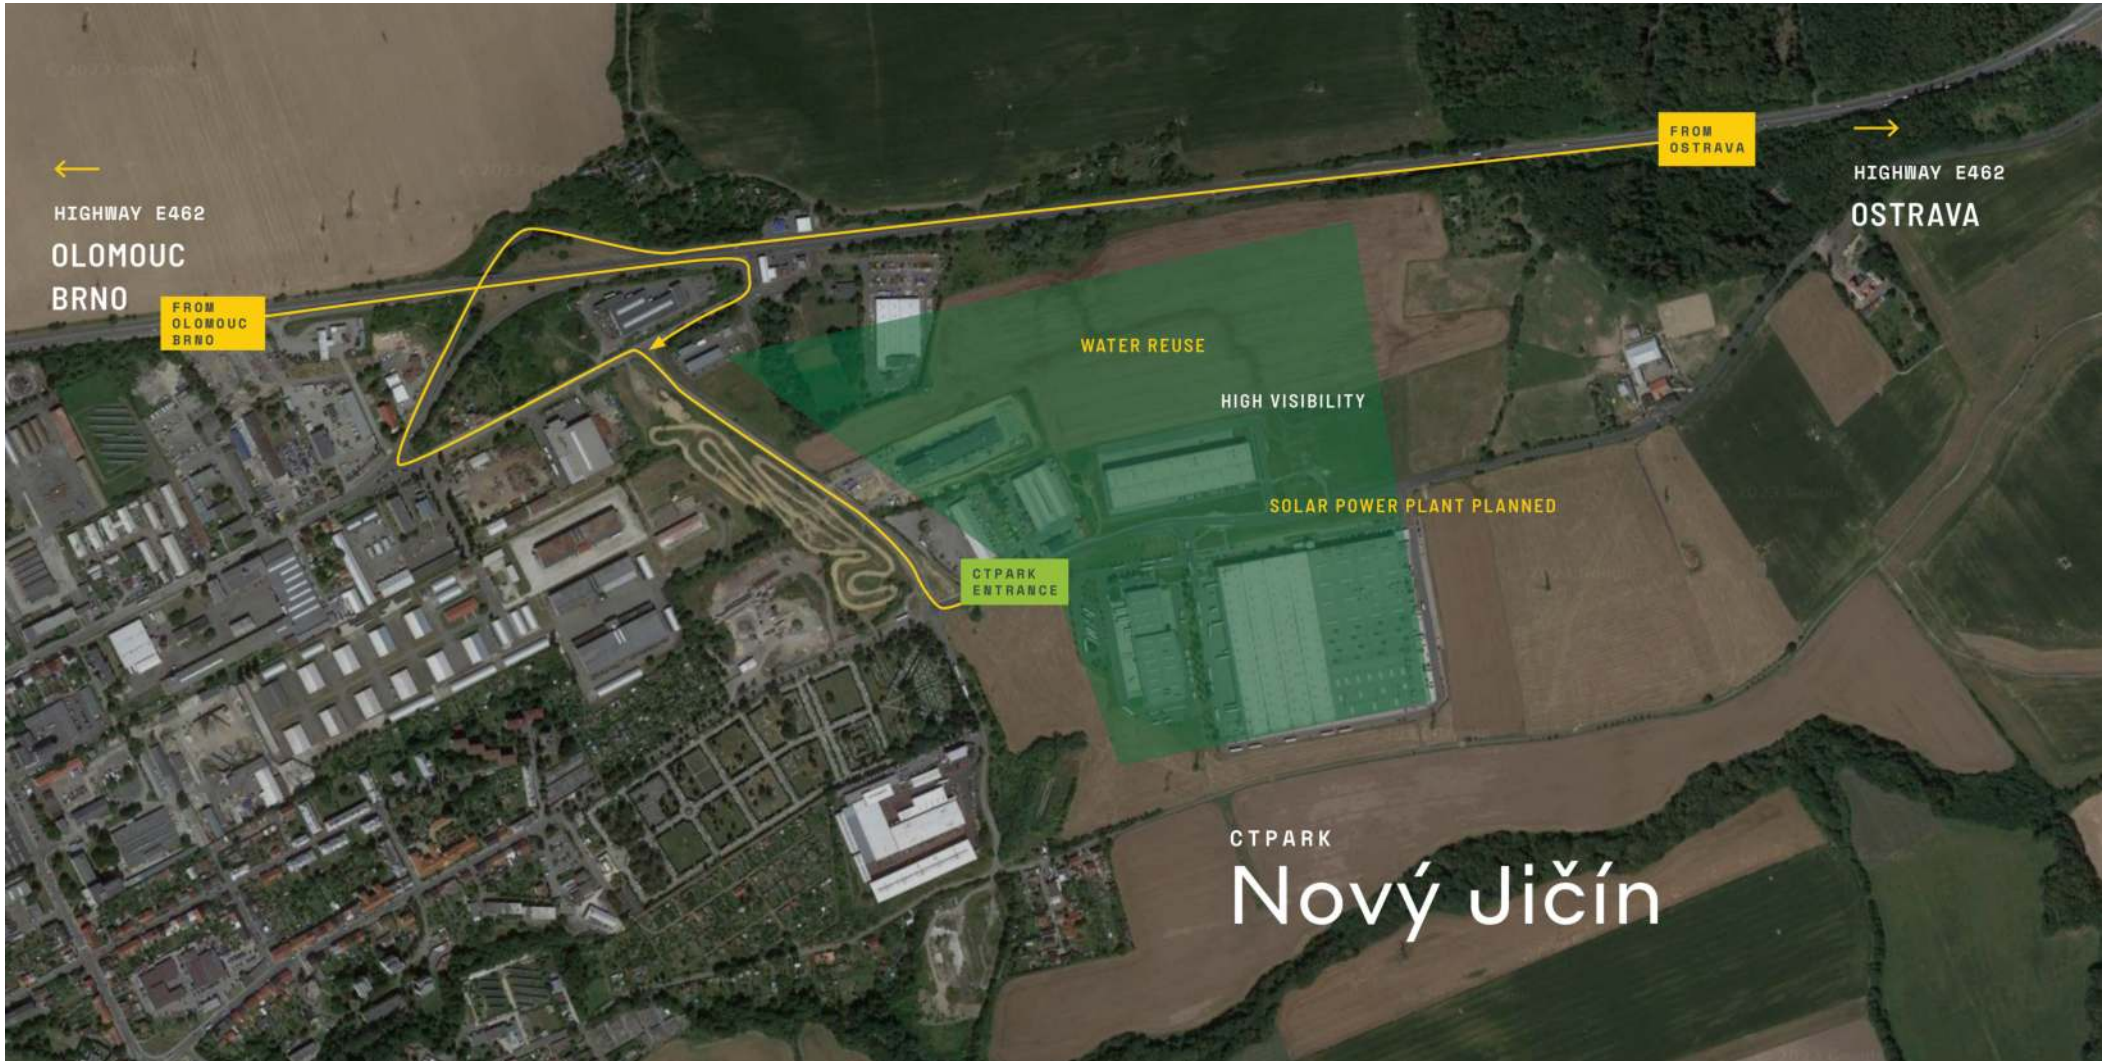 ←
HIGHWAY E462
OLOMOUC
BRNO
FROM
OLOMOUC
BRNO
FROM
OSTRAVA
→
HIGHWAY E462
OSTRAVA
WATER REUSE
HIGH VISIBILITY
SOLAR POWER PLANT PLANNED
CTPARK
ENTRANCE
CTPARK
Nový Jičín